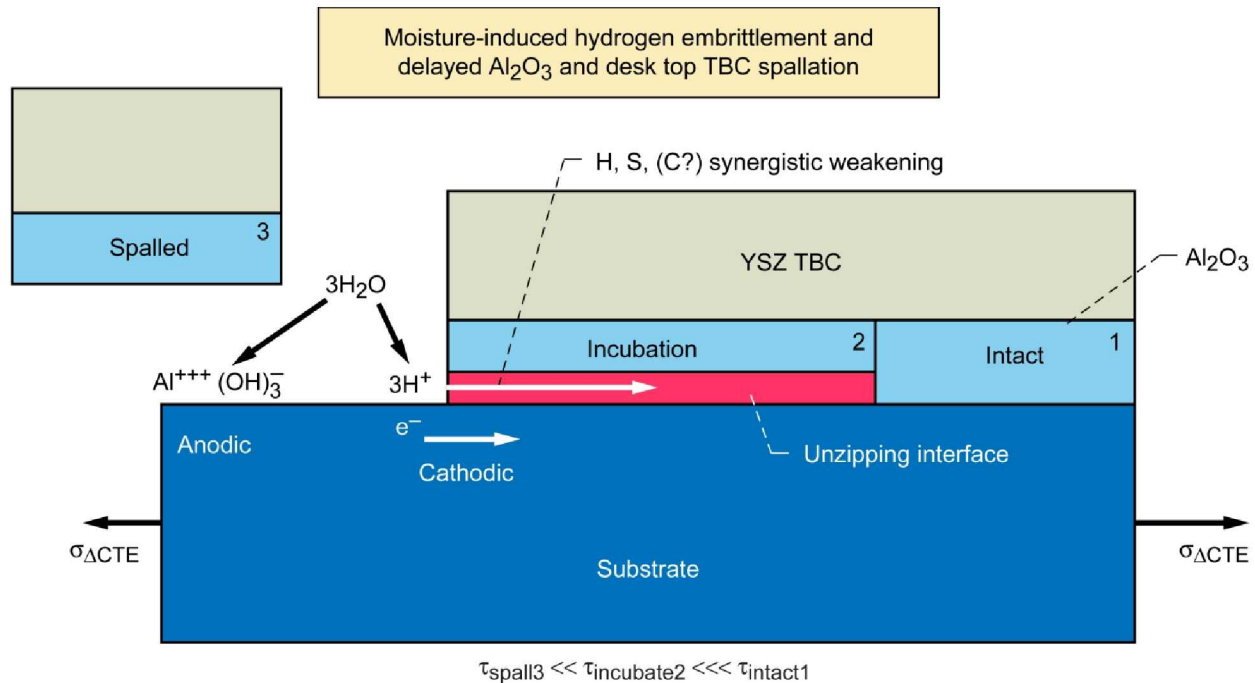 Moisture-induced hydrogen embrittlement and
delayed Al₂O₃ and desk top TBC spallation
H, S, (C?) synergistic weakening
3
Spalled
YSZ TBC
Al₂O₃
3H₂O
Incubation
2
Intact
1
Al⁺⁺⁺ (OH)₃⁻
3H⁺
Anodic
e⁻
Cathodic
Unzipping interface
σΔCTE
σΔCTE
Substrate
τspall3 << τincubate2 <<< τintact1